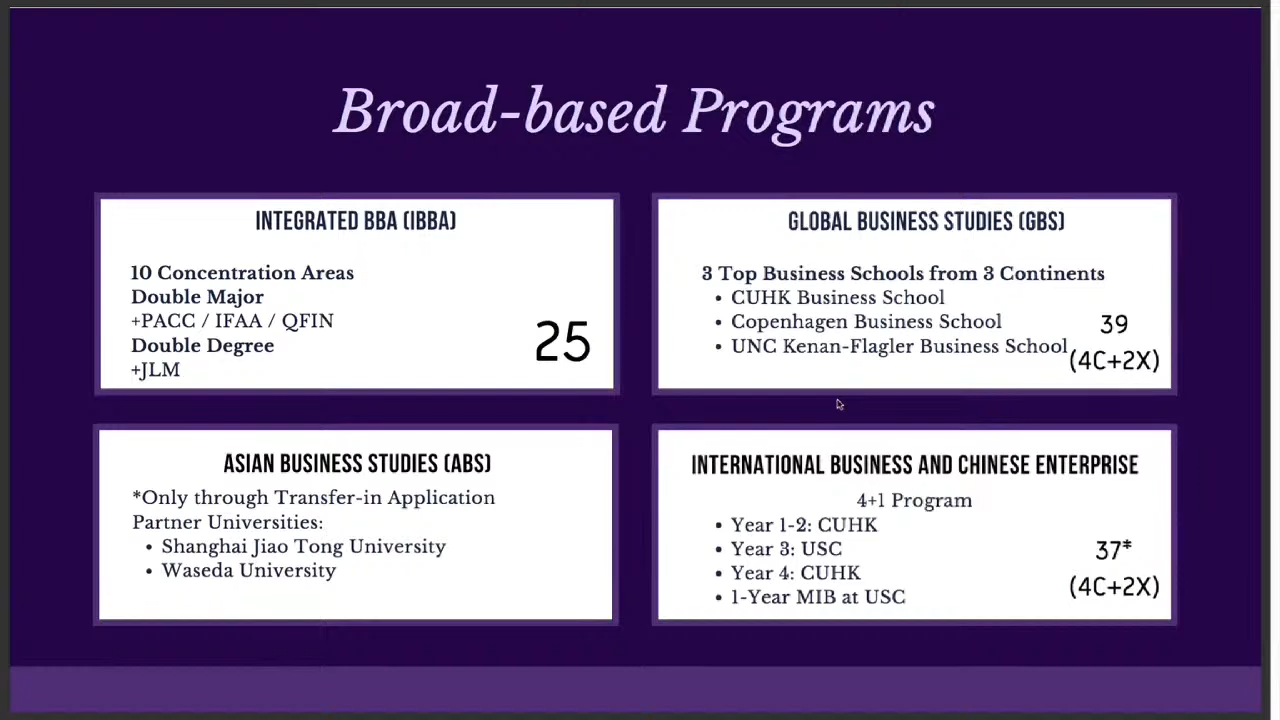 Broad-based Programs
INTEGRATED BBA (IBBA)
10 Concentration Areas
Double Major
+PACC / IFAA / QFIN
Double Degree
+JLM
25
GLOBAL BUSINESS STUDIES (GBS)
3 Top Business Schools from 3 Continents
• CUHK Business School
• Copenhagen Business School
• UNC Kenan-Flagler Business School
39
(4C+2X)
ASIAN BUSINESS STUDIES (ABS)
*Only through Transfer-in Application
Partner Universities:
• Shanghai Jiao Tong University
• Waseda University
INTERNATIONAL BUSINESS AND CHINESE ENTERPRISE
4+1 Program
• Year 1-2: CUHK
• Year 3: USC
• Year 4: CUHK
• 1-Year MIB at USC
37*
(4C+2X)